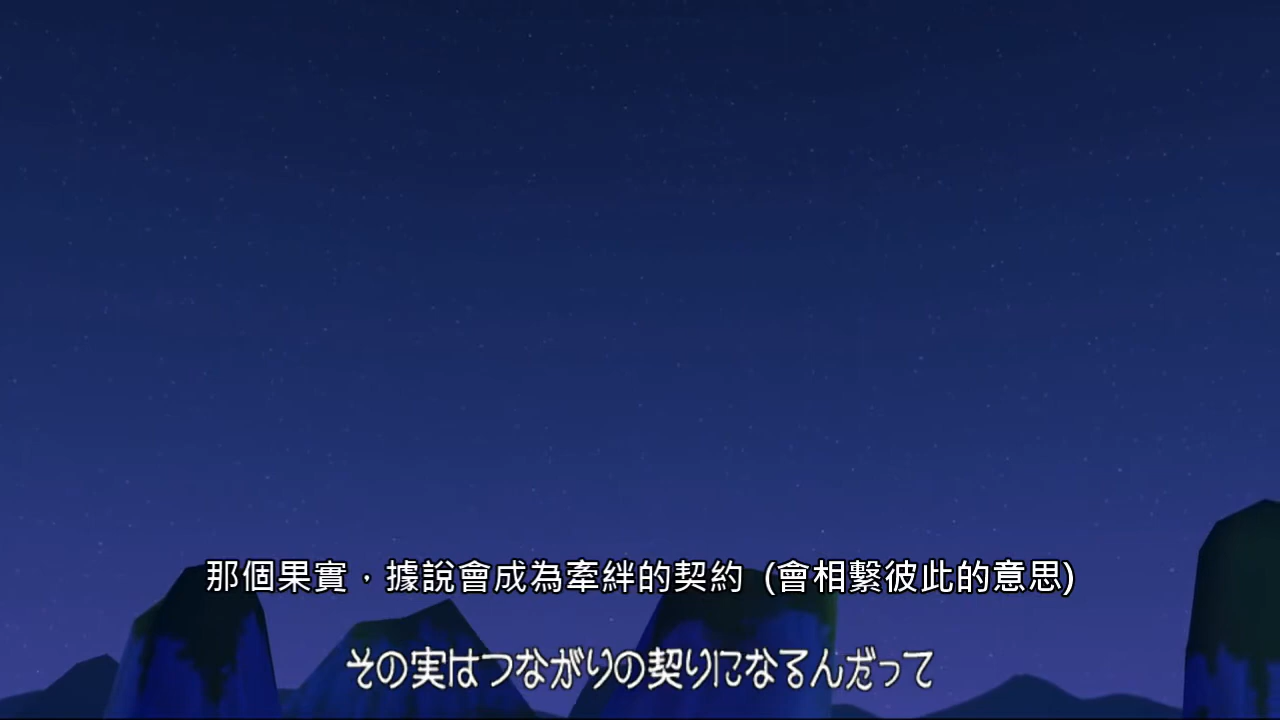 那個果實，據說會成為牽絆的契約 (會相繫彼此的意思)
その実はつながりの契りになるんだって